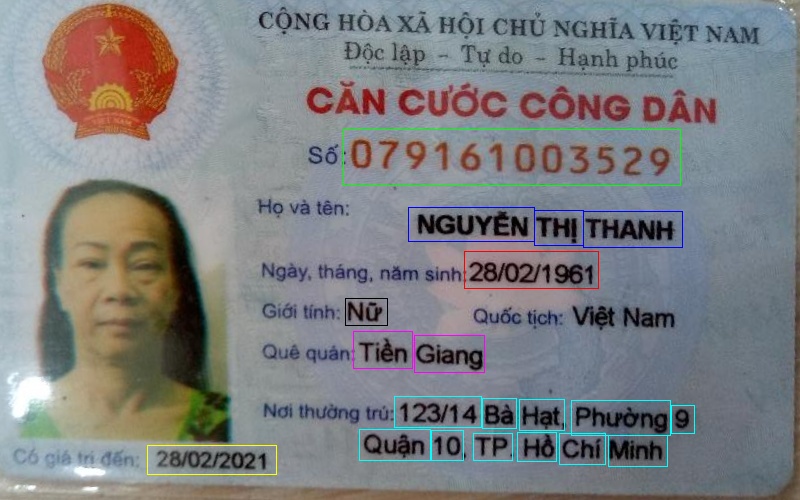 CỘNG HÒA XÃ HỘI CHỦ NGHĨA VIỆT NAM
Độc lập - Tự do - Hạnh phúc
CĂN CƯỚC CÔNG DÂN
Số: 079161003529
Họ và tên:
NGUYỄN THỊ THANH
Ngày, tháng, năm sinh: 28/02/1961
Giới tính: Nữ Quốc tịch: Việt Nam
Quê quán: Tiền Giang
Nơi thường trú: 123/14 Bà Hạt, Phường 9
Quận 10, TP. Hồ Chí Minh
Có giá trị đến: 28/02/2021